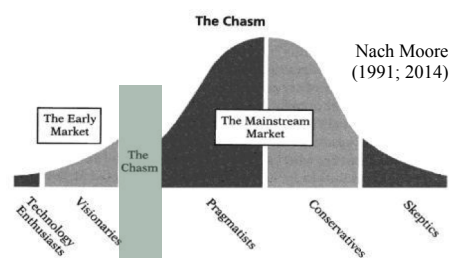 The Chasm
Nach Moore
(1991; 2014)
The Early
Market
The
Chasm
The Mainstream
Market
Technology
Enthusiasts
Visionaries
Pragmatists
Conservatives
Skeptics